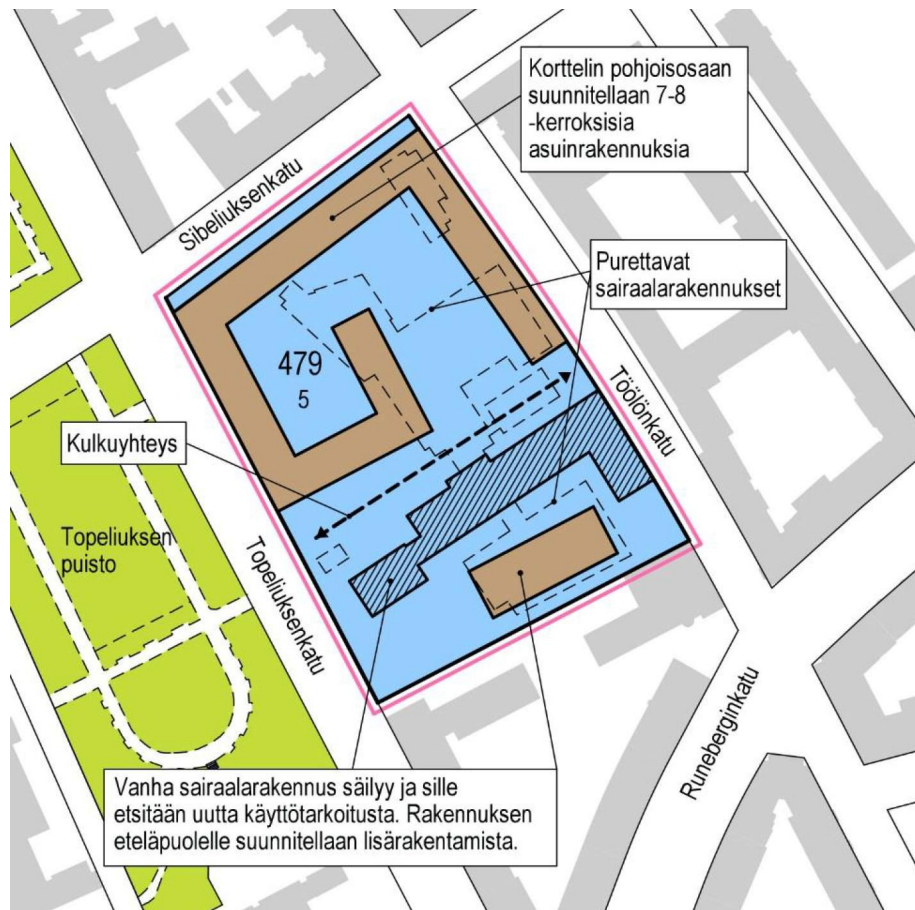 Korttelin pohjoisosaan
suunnitellaan 7-8
-kerroksisia
asuinrakennuksia
Sibeliuksenkatu
Purettavat
sairaalarakennukset
479
5
Töölönkatu
Kulkuyhteys
Topeliuksen
puisto
Topeliuksenkatu
Runeberginkatu
Vanha sairaalarakennus säilyy ja sille
etsitään uutta käyttötarkoitusta. Rakennuksen
eteläpuolelle suunnitellaan lisärakentamista.